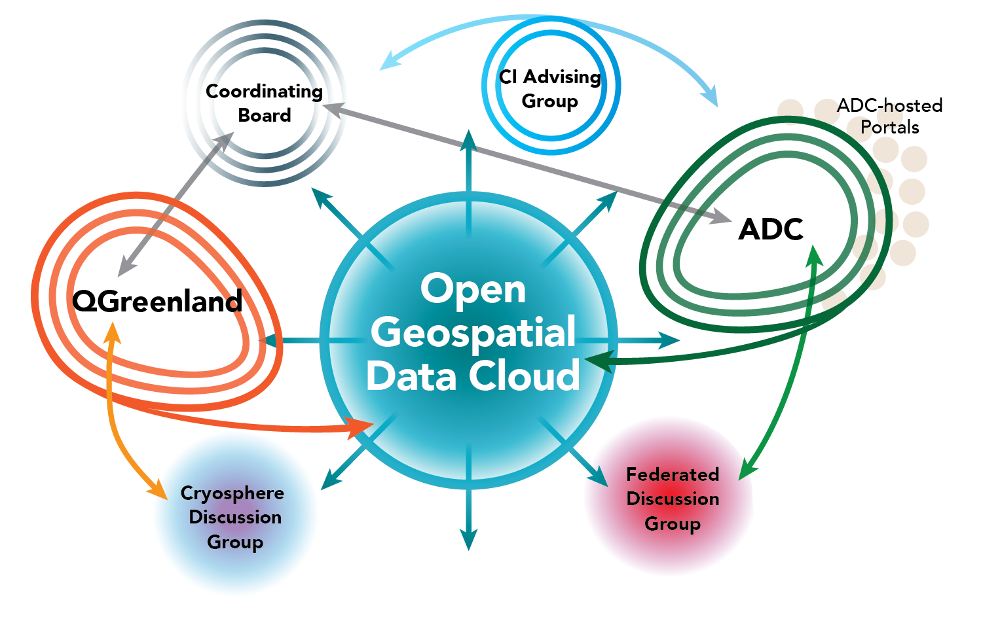 Coordinating
Board
CI Advising
Group
ADC-hosted
Portals
ADC
QGreenland
Open
Geospatial
Data Cloud
Cryosphere
Discussion
Group
Federated
Discussion
Group